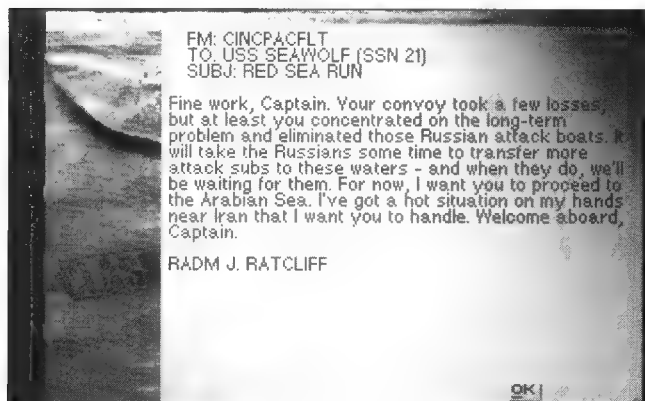 FM: CINCPACFLT
TO: USS SEAWOLF (SSN 21)
SUBJ: RED SEA RUN
Fine work, Captain. Your convoy took a few losses,
but at least you concentrated on the long-term
problem and eliminated those Russian attack boats. It
will take the Russians some time to transfer more
attack subs to these waters - and when they do, we'll
be waiting for them. For now, I want you to proceed to
the Arabian Sea. I've got a hot situation on my hands
near Iran that I want you to handle. Welcome aboard,
Captain.
RADM J. RATCLIFF
OK